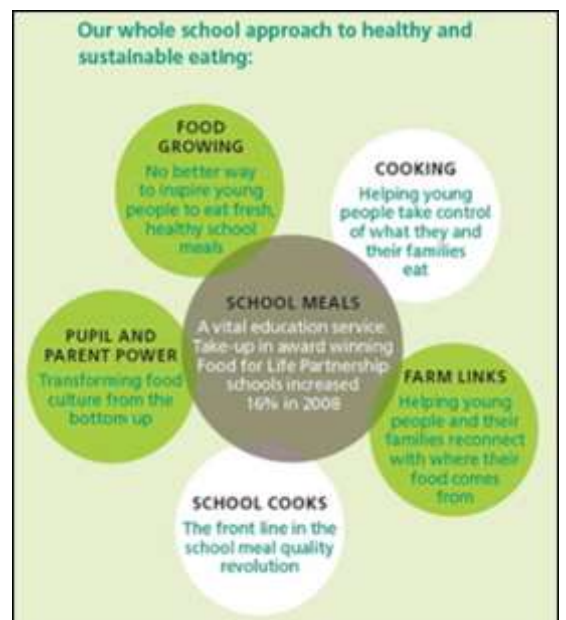 Our whole school approach to healthy and
sustainable eating:
FOOD
GROWING
No better way
to inspire young
people to eat fresh,
healthy school
meals
COOKING
Helping young
people take control
of what they and
their families
eat
SCHOOL MEALS
A vital education service.
Take-up in award winning
Food for Life Partnership
schools increased
16% in 2008
PUPIL AND
PARENT POWER
Transforming food
culture from the
bottom up
FARM LINKS
Helping young
people and their
families reconnect
with where their
food comes
from
SCHOOL COOKS
The front line in the
school meal quality
revolution